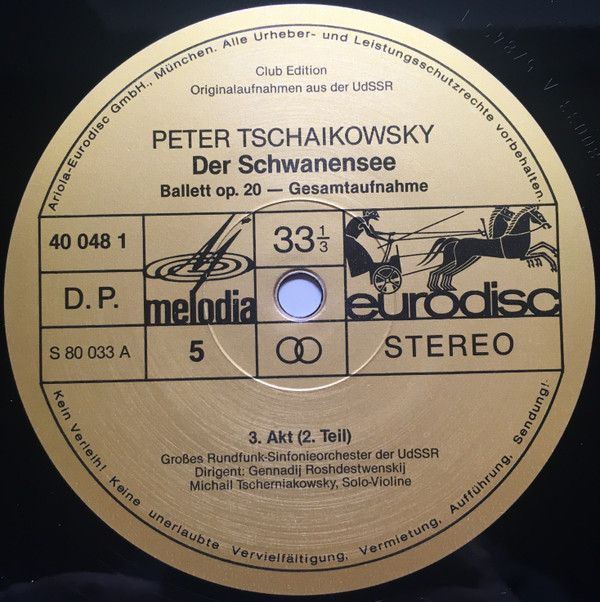 Ariola-Eurodisc GmbH., München. Alle Urheber- und Leistungsschutzrechte vorbehalten.
Club Edition
Originalaufnahmen aus der UdSSR
PETER TSCHAIKOWSKY
Der Schwanensee
Ballett op. 20 — Gesamtaufnahme
40 048 1
33 1/3
D. P.
melodia
eurodisc
S 80 033 A
5
STEREO
3. Akt (2. Teil)
Großes Rundfunk-Sinfonieorchester der UdSSR
Dirigent: Gennadij Roshdestwenskij
Michail Tscherniakowsky, Solo-Violine
Kein Verleih! Keine unerlaubte Vervielfältigung, Vermietung, Aufführung, Sendung!